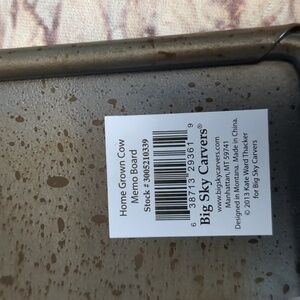 Home Grown Cow
Memo Board
Stock # 3005210339
6 38713 29361 9
Big Sky Carvers®
www.bigskycarvers.com
Manhattan, MT 59741
Designed in Montana. Made in China.
© 2013 Kate Ward Thacker
for Big Sky Carvers